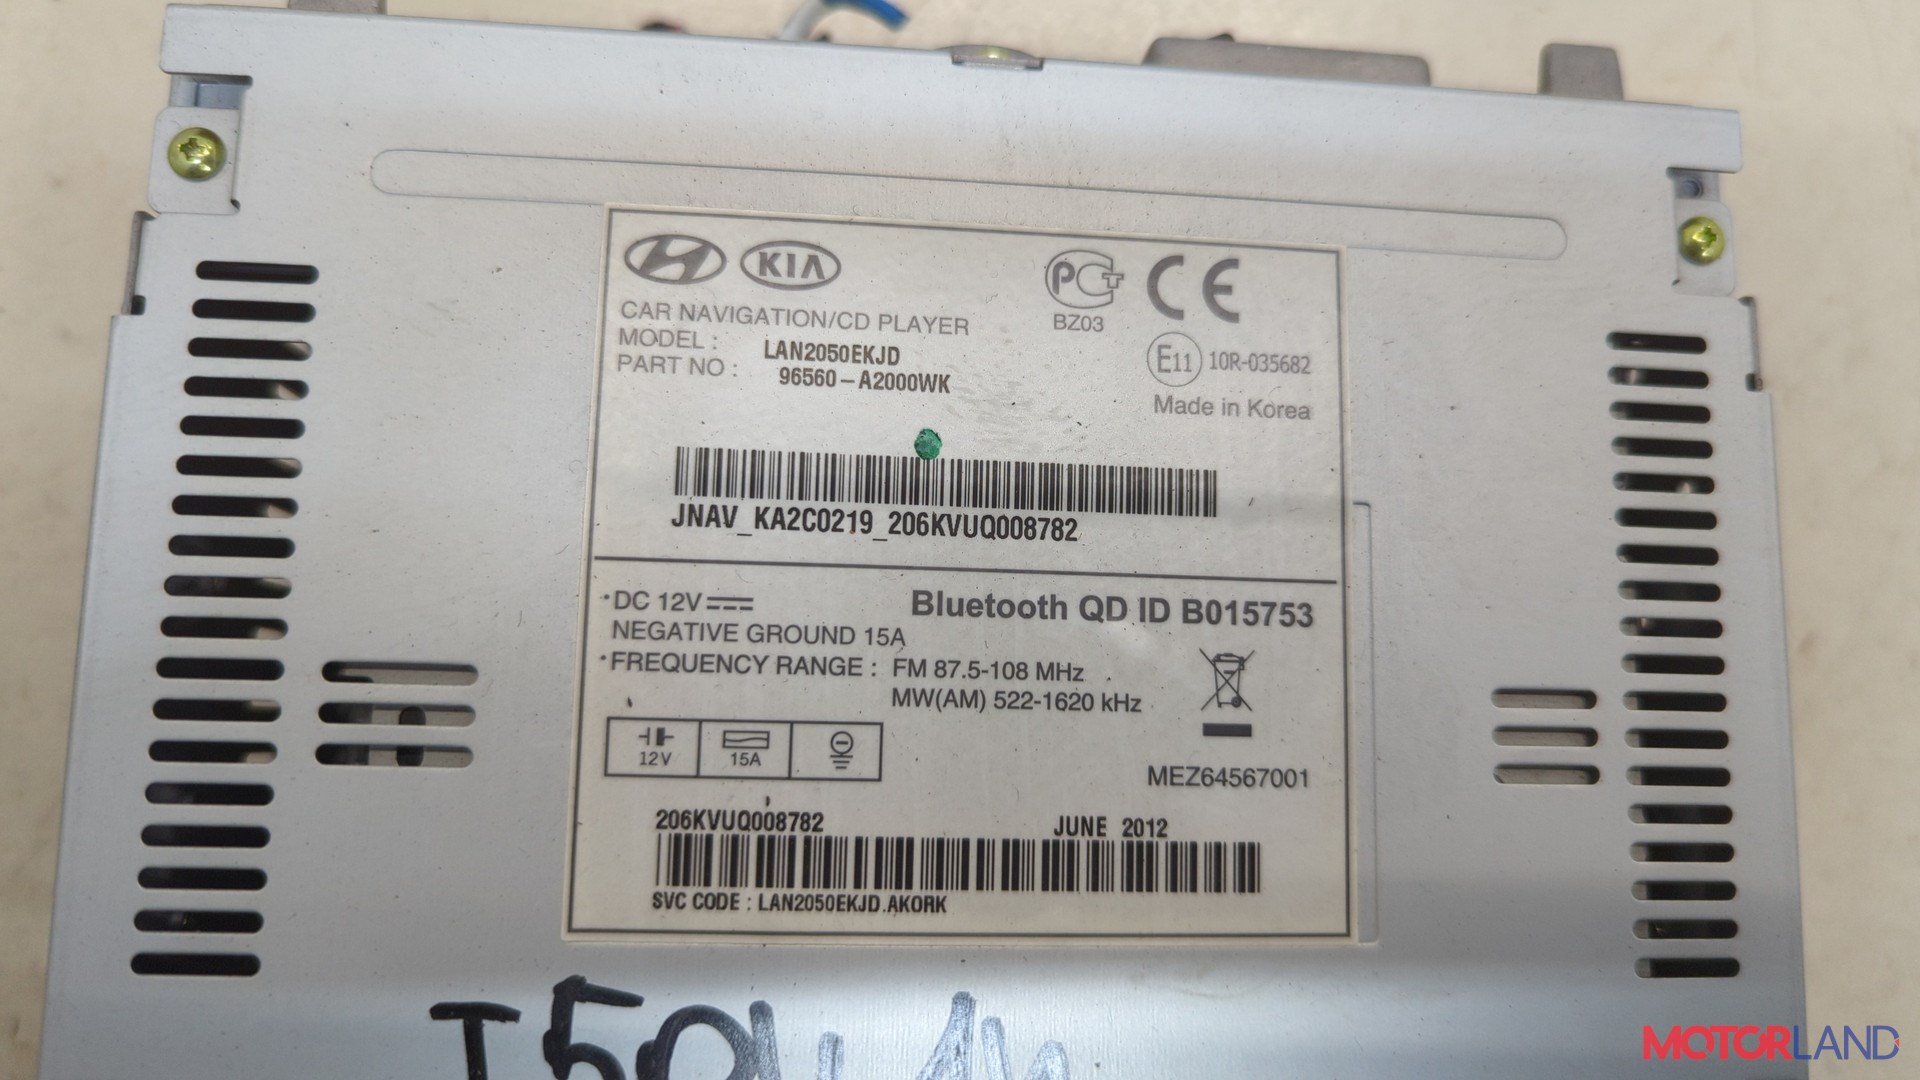 KIA
CAR NAVIGATION/CD PLAYER
MODEL : LAN2050EKJD
PART NO : 96560-A2000WK
PCT
BZ03
CE
E11 10R-035682
Made in Korea
JNAV_KA2C0219_206KVUQ008782
·DC 12V
NEGATIVE GROUND 15A
Bluetooth QD ID B015753
·FREQUENCY RANGE : FM 87.5-108 MHz
MW(AM) 522-1620 kHz
12V 15A
MEZ64567001
206KVUQ008782 JUNE 2012
SVC CODE : LAN2050EKJD.AKORK
MOTORLAND